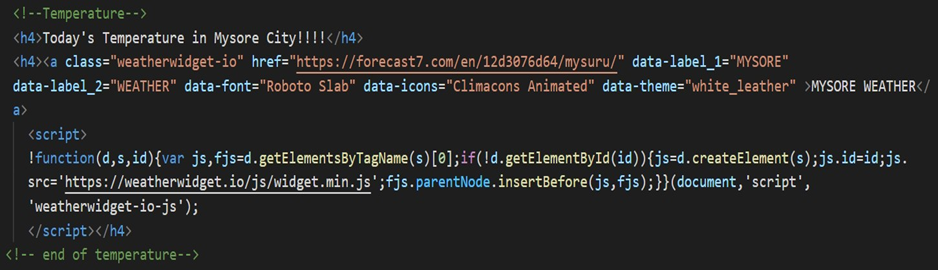 <!--Temperature-->
<h4>Today's Temperature in Mysore City!!!!</h4>
<h4><a class="weatherwidget-io" href="https://forecast7.com/en/12d3076d64/mysuru/" data-label_1="MYSORE"
data-label_2="WEATHER" data-font="Roboto Slab" data-icons="Climacons Animated" data-theme="white_leather" >MYSORE WEATHER</
a>
<script>
!function(d,s,id){var js,fjs=d.getElementsByTagName(s)[0];if(!d.getElementById(id)){js=d.createElement(s);js.id=id;js.
src='https://weatherwidget.io/js/widget.min.js';fjs.parentNode.insertBefore(js,fjs);}}(document,'script',
'weatherwidget-io-js');
</script></h4>
<!-- end of temperature-->